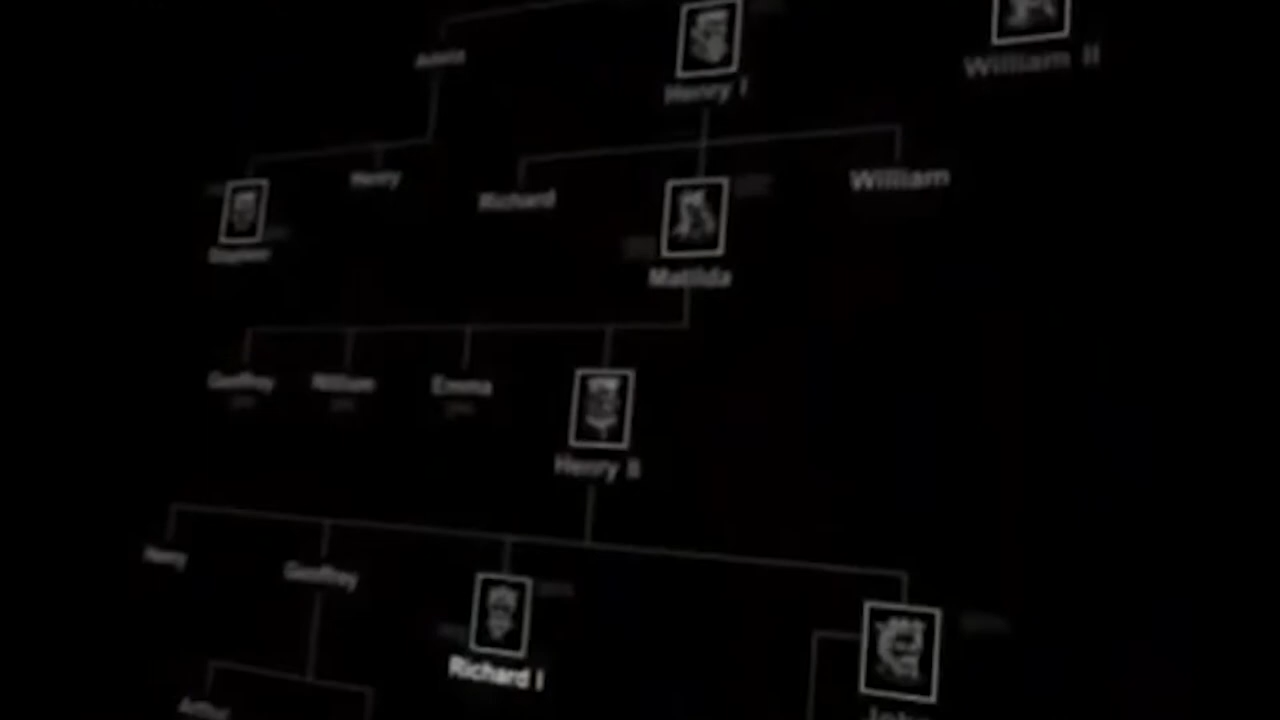 Adela
Henry I
William II
Henry
Richard
William
Stephen
Matilda
Geoffrey
William
Emma
Henry II
Henry
Geoffrey
Richard I
Arthur
John